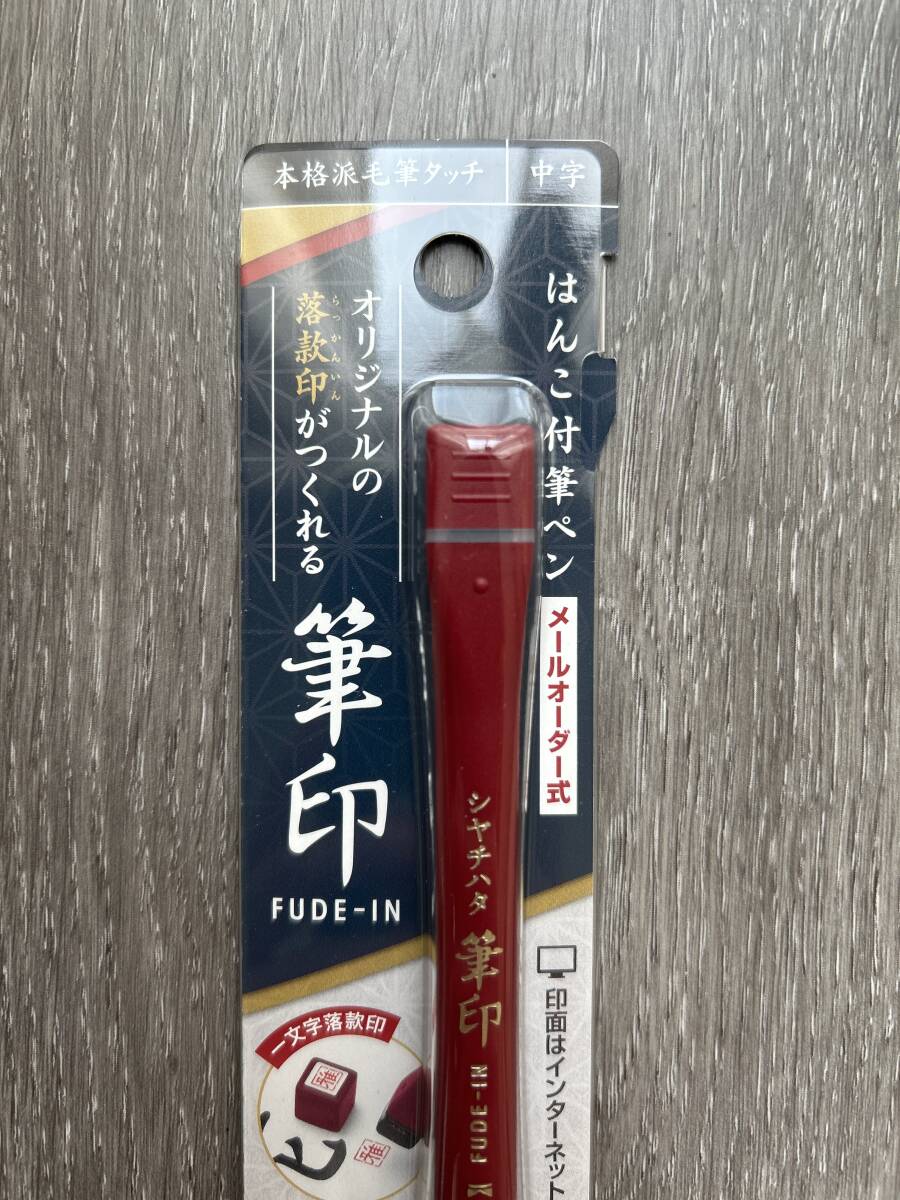 本格派毛筆タッチ
中字
はんこ付筆ペン
メールオーダー式
オリジナルの
落款印がつくれる
らっかんいん
筆印
FUDE-IN
シヤチハタ
筆印
FUDE-IN
一文字落款印
雅
雅
印面はインターネット